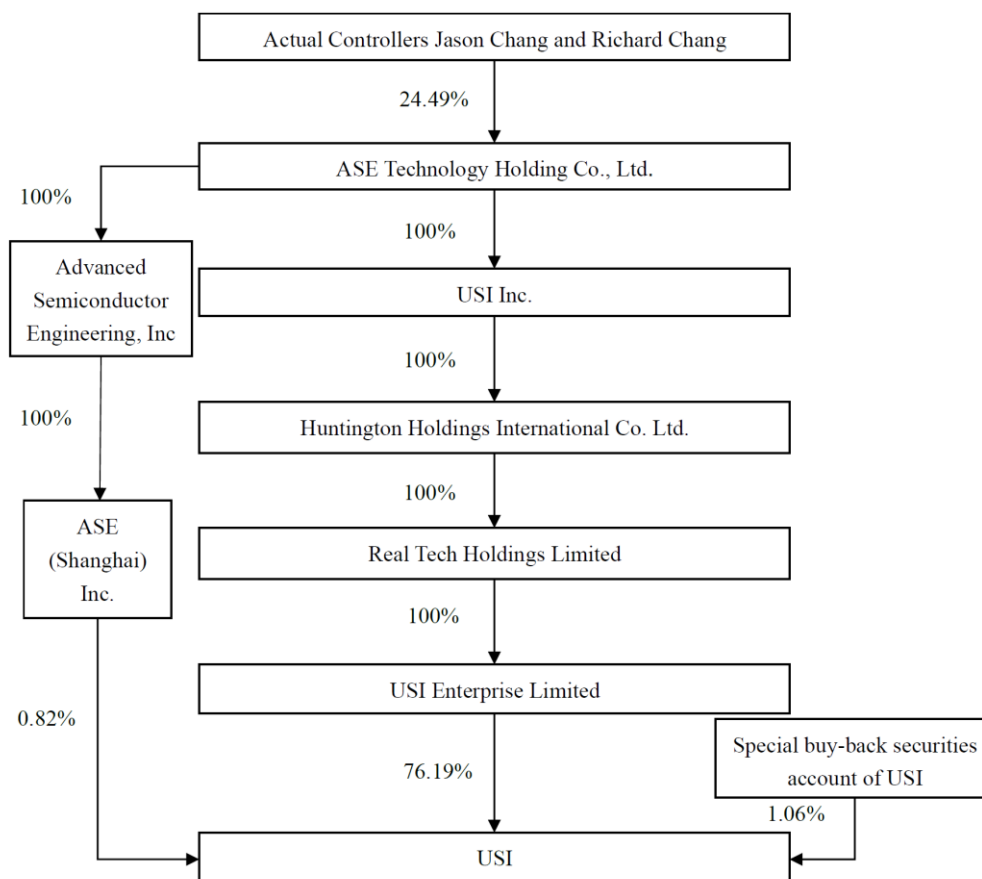 Actual Controllers Jason Chang and Richard Chang
24.49%
ASE Technology Holding Co., Ltd.
100%
100%
Advanced
Semiconductor
Engineering, Inc
USI Inc.
100%
100%
Huntington Holdings International Co. Ltd.
100%
ASE
(Shanghai)
Inc.
Real Tech Holdings Limited
100%
USI Enterprise Limited
0.82%
76.19%
Special buy-back securities
account of USI
1.06%
USI